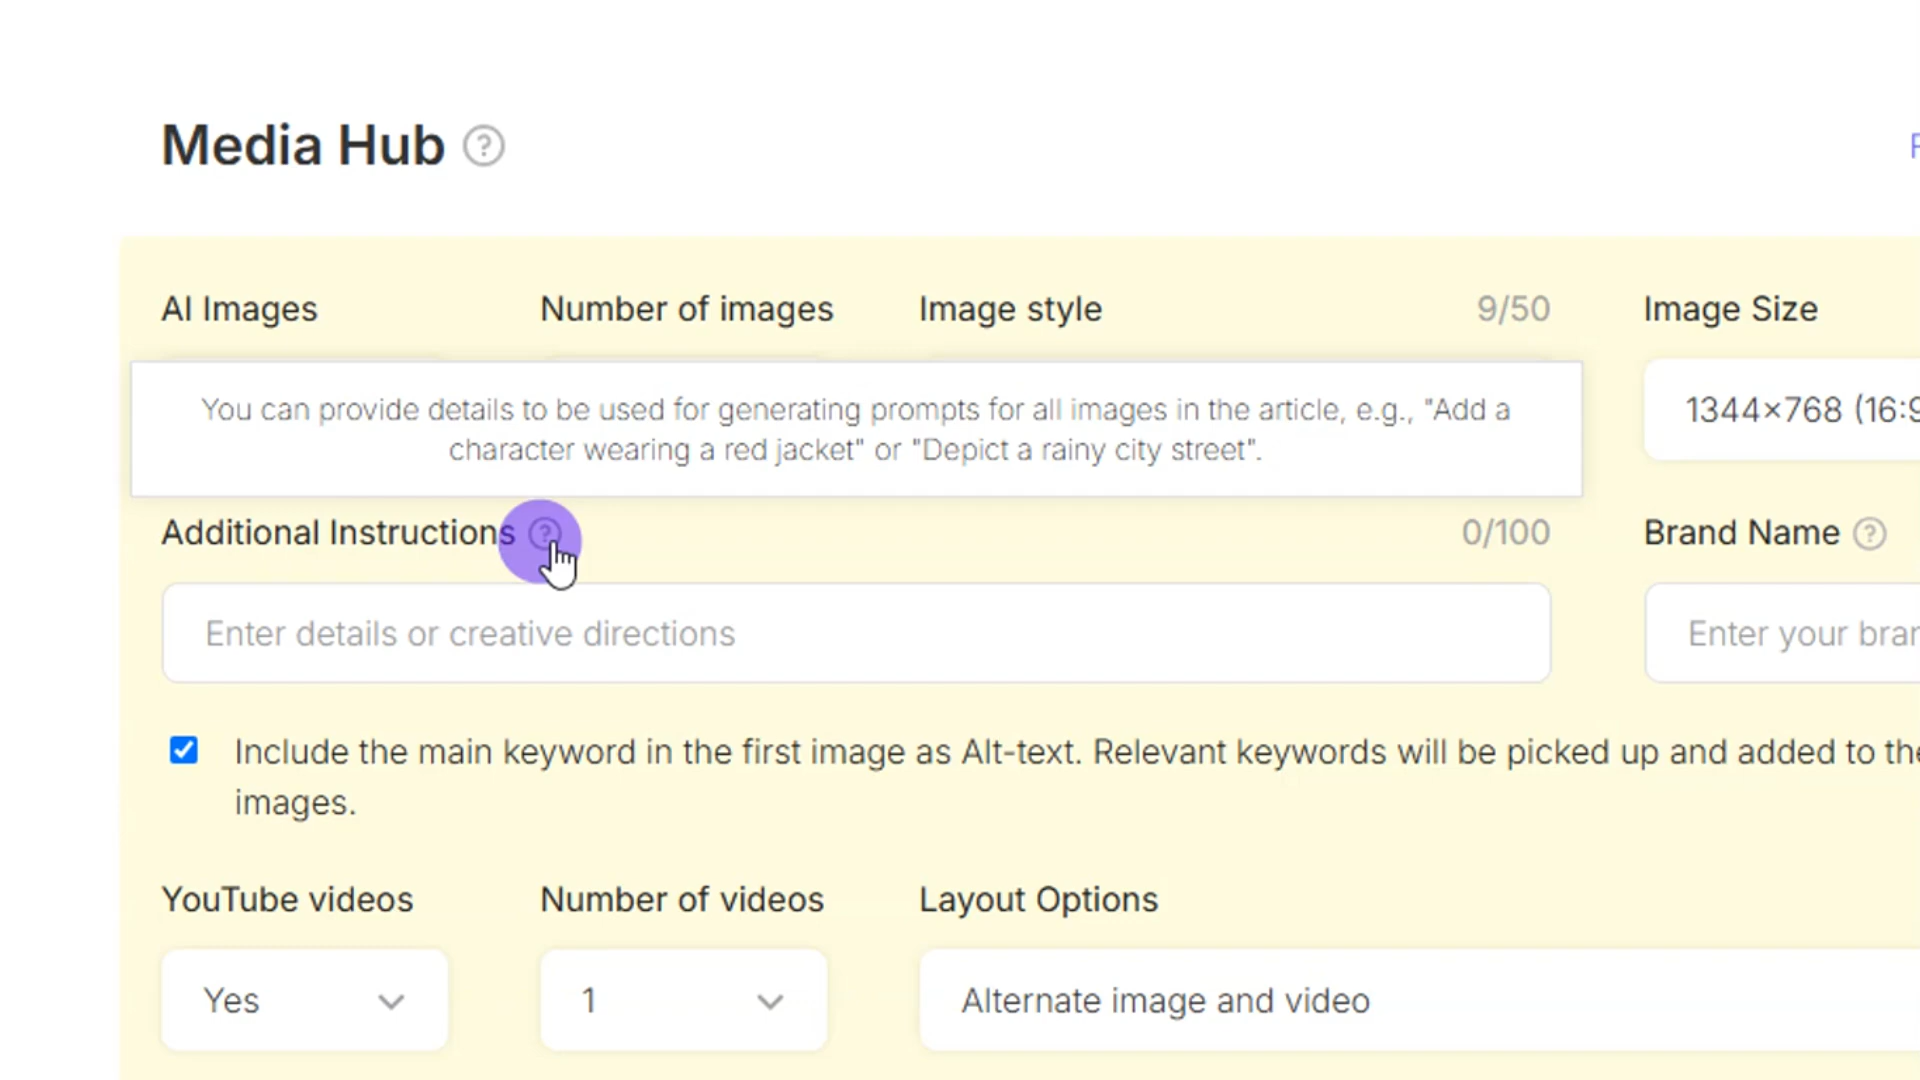 Media Hub ?
AI Images Number of images Image style 9/50 Image Size
You can provide details to be used for generating prompts for all images in the article, e.g., "Add a
character wearing a red jacket" or "Depict a rainy city street".
1344×768 (16:9
Additional Instructions ? 0/100 Brand Name ?
Enter details or creative directions Enter your
Include the main keyword in the first image as Alt-text. Relevant keywords will be picked up and added to the
images.
YouTube videos Number of videos Layout Options
Yes 1 Alternate image and video